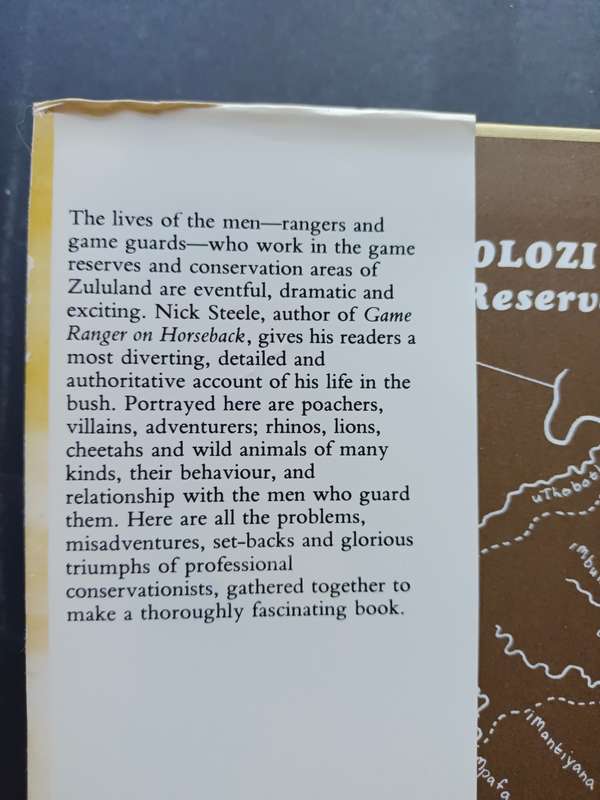 The lives of the men—rangers and
game guards—who work in the game
reserves and conservation areas of
Zululand are eventful, dramatic and
exciting. Nick Steele, author of Game
Ranger on Horseback, gives his readers a
most diverting, detailed and
authoritative account of his life in the
bush. Portrayed here are poachers,
villains, adventurers; rhinos, lions,
cheetahs and wild animals of many
kinds, their behaviour, and
relationship with the men who guard
them. Here are all the problems,
misadventures, set-backs and glorious
triumphs of professional
conservationists, gathered together to
make a thoroughly fascinating book.
OLOZI
Reserv
uThobot
iMbu
iMantiyana
mpafa